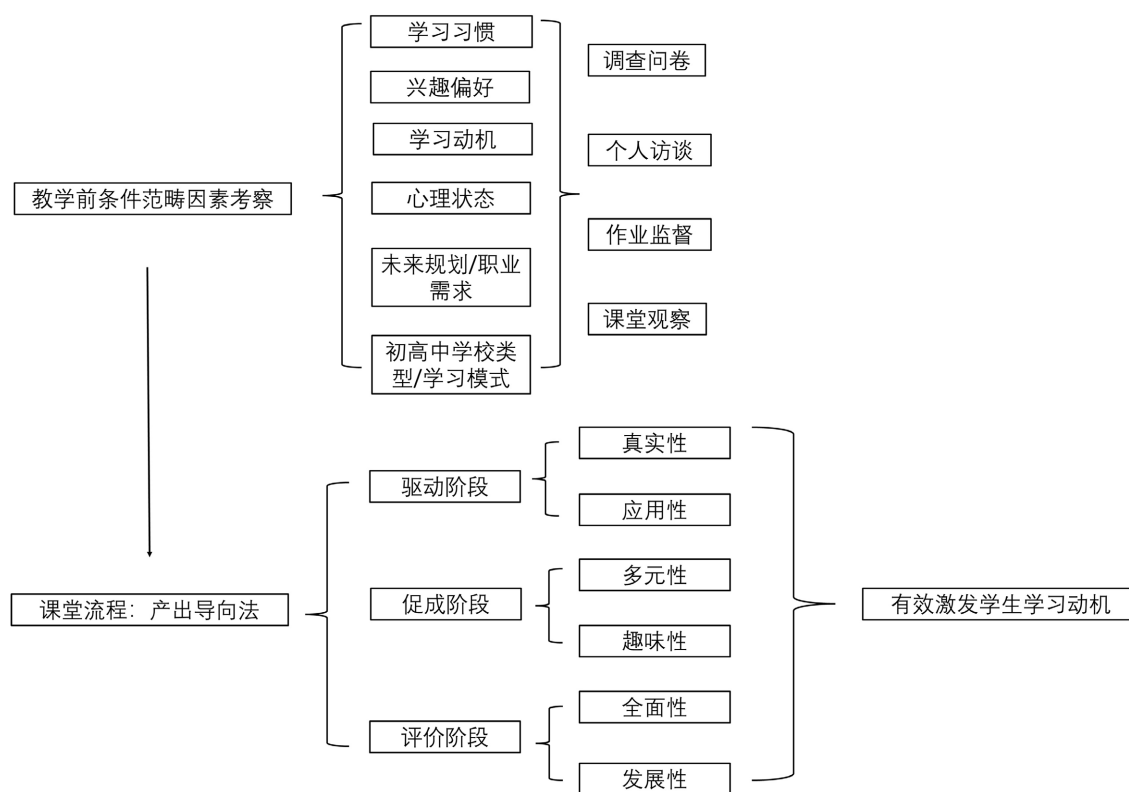 学习习惯
兴趣偏好
学习动机
心理状态
未来规划/职业
需求
初高中学校类
型/学习模式
调查问卷
个人访谈
作业监督
课堂观察
教学前条件范畴因素考察
课堂流程：产出导向法
驱动阶段
真实性
应用性
促成阶段
多元性
趣味性
评价阶段
全面性
发展性
有效激发学生学习动机